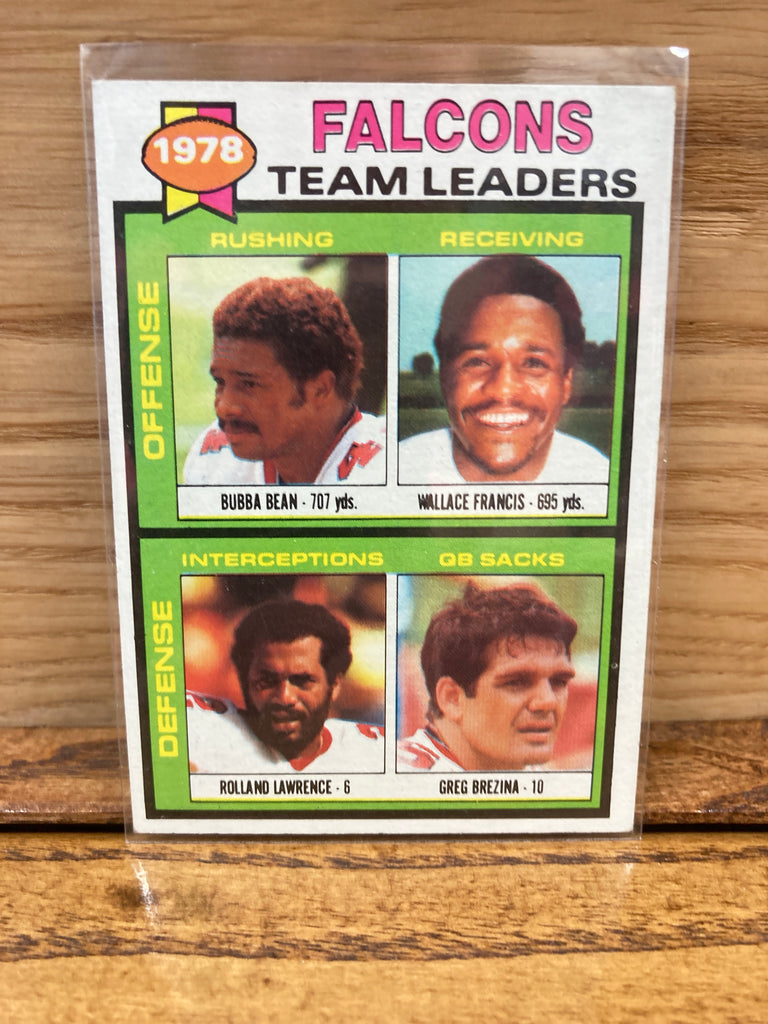 1978
FALCONS
TEAM LEADERS
OFFENSE
RUSHING
RECEIVING
BUBBA BEAN - 707 yds.
WALLACE FRANCIS - 695 yds.
DEFENSE
INTERCEPTIONS
QB SACKS
ROLLAND LAWRENCE - 6
GREG BREZINA - 10